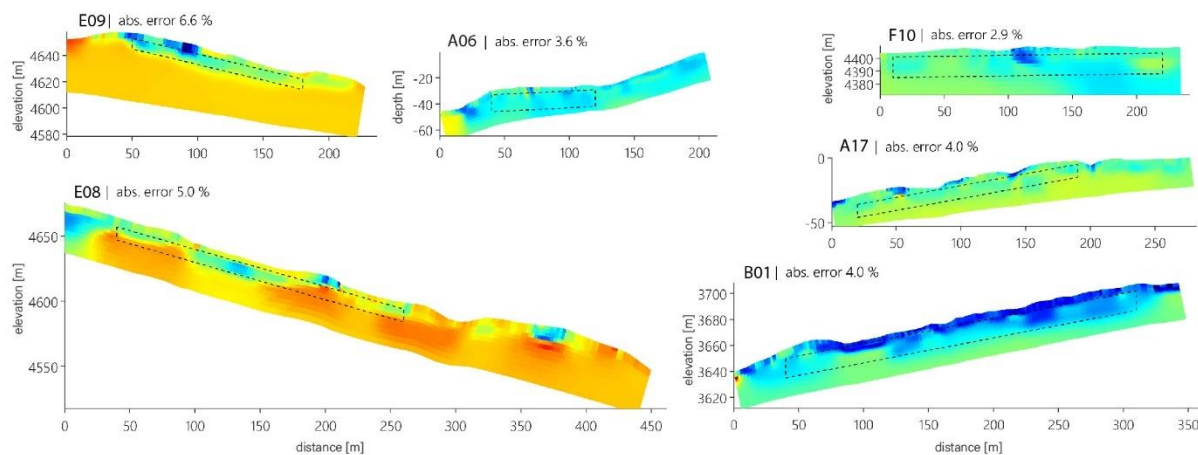 E09 | abs. error 6.6 %
elevation [m]
4640
4620
4600
4580
0 50 100 150 200
A06 | abs. error 3.6 %
depth [m]
-20
-40
-60
0 50 100 150 200
F10 | abs. error 2.9 %
elevation [m]
4400
4390
4380
0 50 100 150 200
A17 | abs. error 4.0 %
0
-50
0 50 100 150 200 250
E08 | abs. error 5.0 %
elevation [m]
4650
4600
4550
0 50 100 150 200 250 300 350 400 450
distance [m]
B01 | abs. error 4.0 %
elevation [m]
3700
3680
3660
3640
3620
0 50 100 150 200 250 300 350
distance [m]